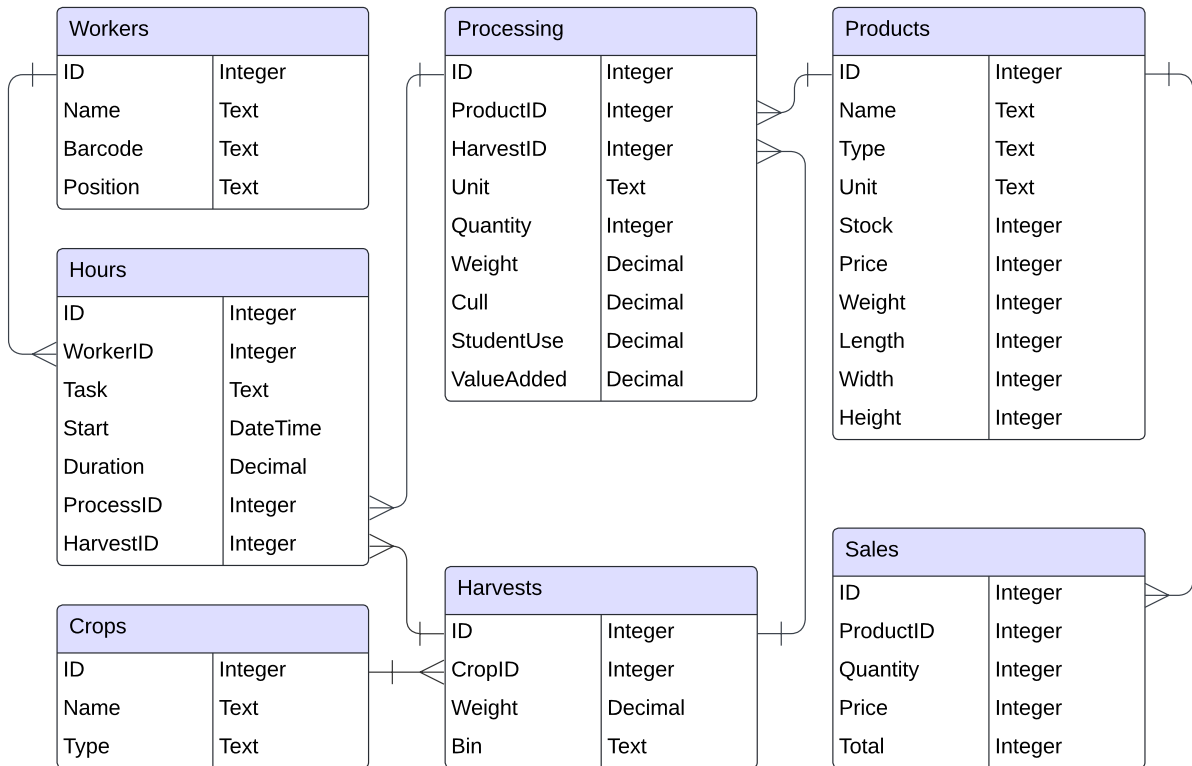 Workers
ID Integer
Name Text
Barcode Text
Position Text
Hours
ID Integer
WorkerID Integer
Task Text
Start DateTime
Duration Decimal
ProcessID Integer
HarvestID Integer
Crops
ID Integer
Name Text
Type Text
Processing
ID Integer
ProductID Integer
HarvestID Integer
Unit Text
Quantity Integer
Weight Decimal
Cull Decimal
StudentUse Decimal
ValueAdded Decimal
Harvests
ID Integer
CropID Integer
Weight Decimal
Bin Text
Products
ID Integer
Name Text
Type Text
Unit Text
Stock Integer
Price Integer
Weight Integer
Length Integer
Width Integer
Height Integer
Sales
ID Integer
ProductID Integer
Quantity Integer
Price Integer
Total Integer